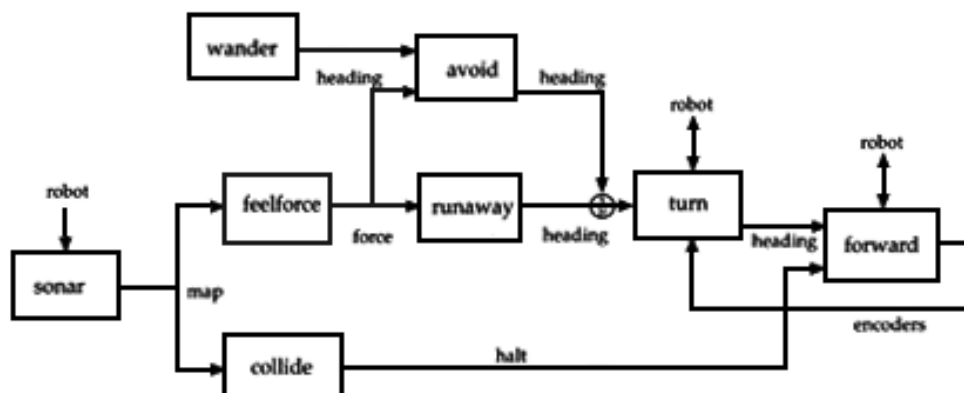 wander
avoid
heading
heading
robot
robot
robot
feelforce
runaway
turn
force
heading
heading
forward
sonar
map
encoders
halt
collide